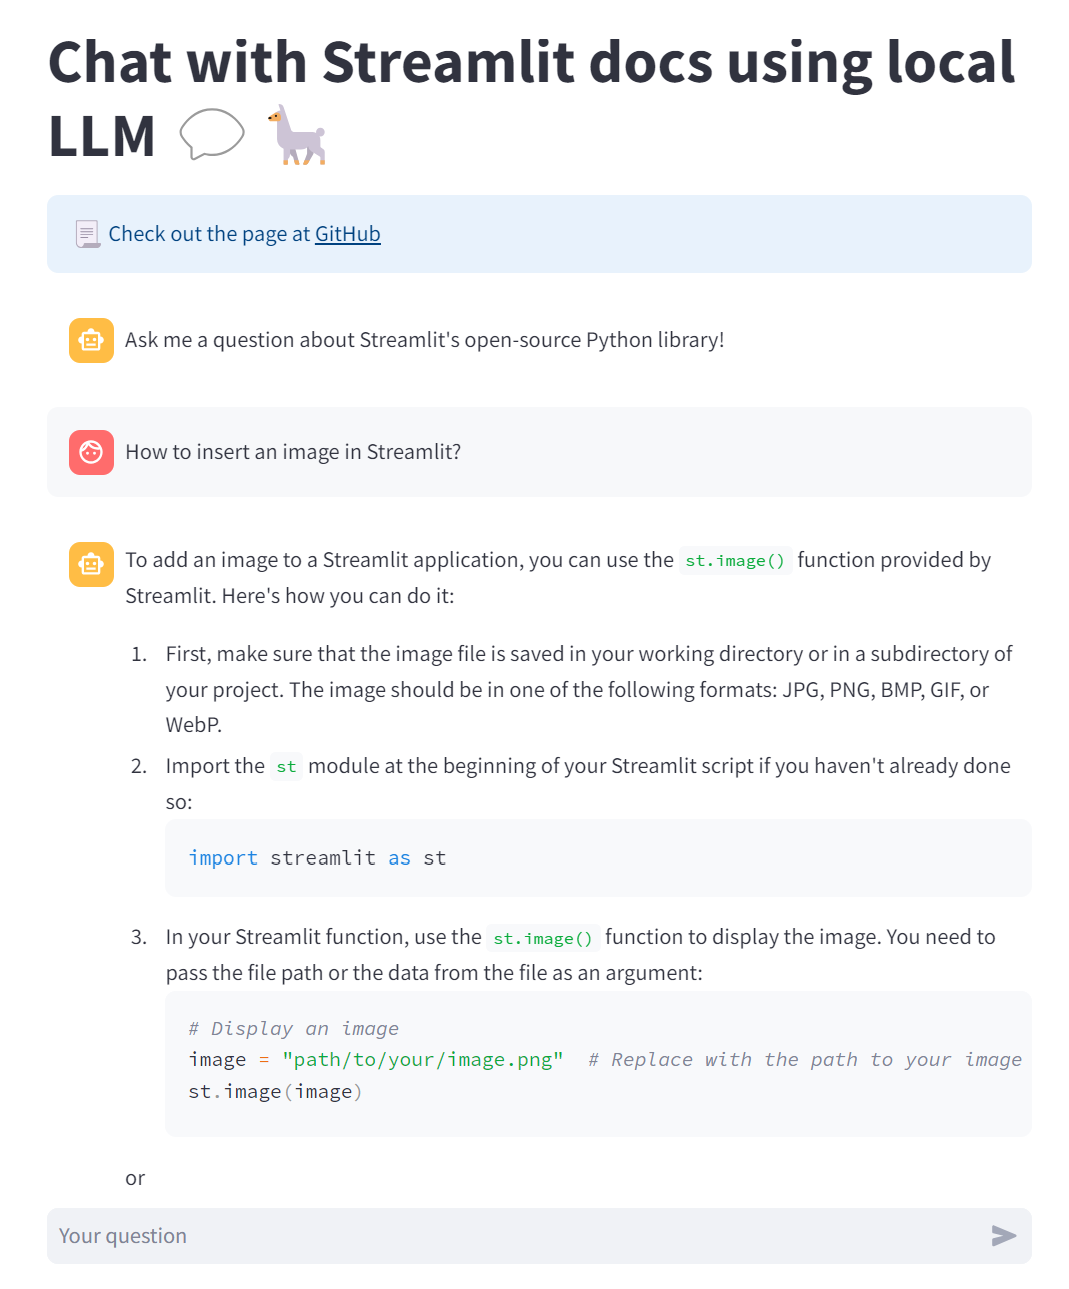 Chat with Streamlit docs using local
LLM 💬 🦙
Check out the page at GitHub
Ask me a question about Streamlit's open-source Python library!
How to insert an image in Streamlit?
To add an image to a Streamlit application, you can use the st.image() function provided by
Streamlit. Here's how you can do it:
1. First, make sure that the image file is saved in your working directory or in a subdirectory of
your project. The image should be in one of the following formats: JPG, PNG, BMP, GIF, or
WebP.
2. Import the st module at the beginning of your Streamlit script if you haven't already done
so:
import streamlit as st
3. In your Streamlit function, use the st.image() function to display the image. You need to
pass the file path or the data from the file as an argument:
# Display an image
image = "path/to/your/image.png"  # Replace with the path to your image
st.image(image)
or
Your question